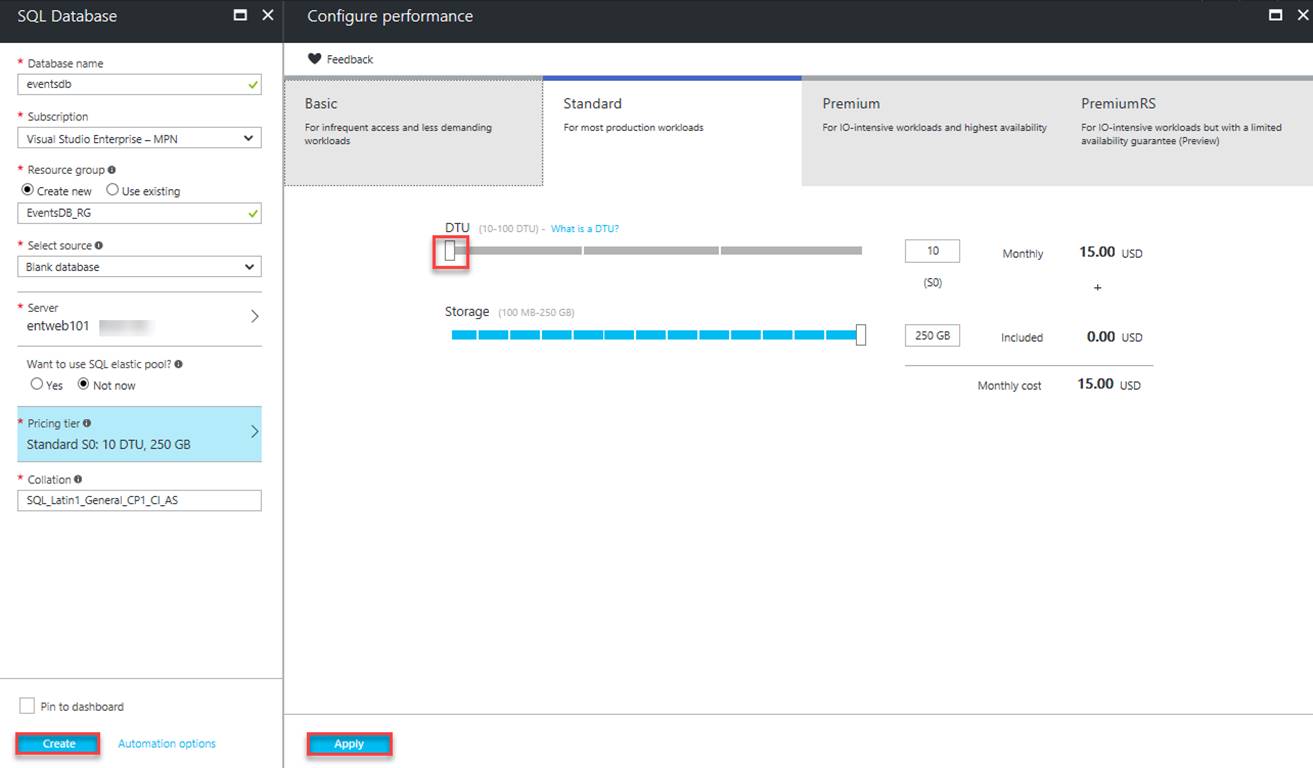 SQL Database
* Database name
eventsdb
* Subscription
Visual Studio Enterprise – MPN
* Resource group
Create new Use existing
EventsDB_RG
* Select source
Blank database
* Server
entweb101
Want to use SQL elastic pool?
Yes Not now
* Pricing tier
Standard S0: 10 DTU, 250 GB
* Collation
SQL_Latin1_General_CP1_CI_AS
Pin to dashboard
Create Automation options
Configure performance
Feedback
Basic
For infrequent access and less demanding
workloads
Standard
For most production workloads
Premium
For IO-intensive workloads and highest availability
PremiumRS
For IO-intensive workloads but with a limited
availability guarantee (Preview)
DTU (10-100 DTU) - What is a DTU?
10 Monthly 15.00 USD
(S0) +
Storage (100 MB-250 GB)
250 GB Included 0.00 USD
Monthly cost 15.00 USD
Apply